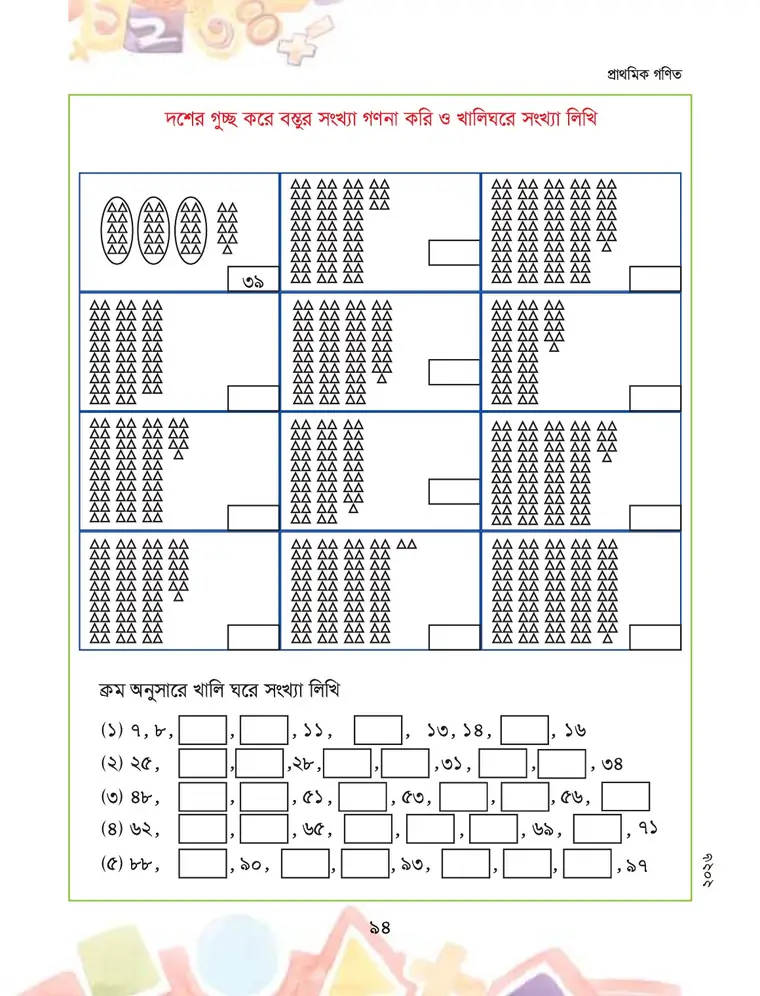 প্রাথমিক গণিত
দশের গুচ্ছ করে বস্তুর সংখ্যা গণনা করি ও খালিঘরে সংখ্যা লিখি
৩৯
ক্রম অনুসারে খালি ঘরে সংখ্যা লিখি
(১) ৭, ৮, , , ১১, , ১৩, ১৪, , ১৬
(২) ২৫, , ,২৮, , ,৩১, , , ৩৪
(৩) ৪৮, , , ৫১, , ৫৩, , , ৫৬,
(৪) ৬২, , , ৬৫, , , , ৬৯, , ৭১
(৫) ৮৮, , ৯০, , , ৯৩, , , , ৯৭
২০২৬
৯৪